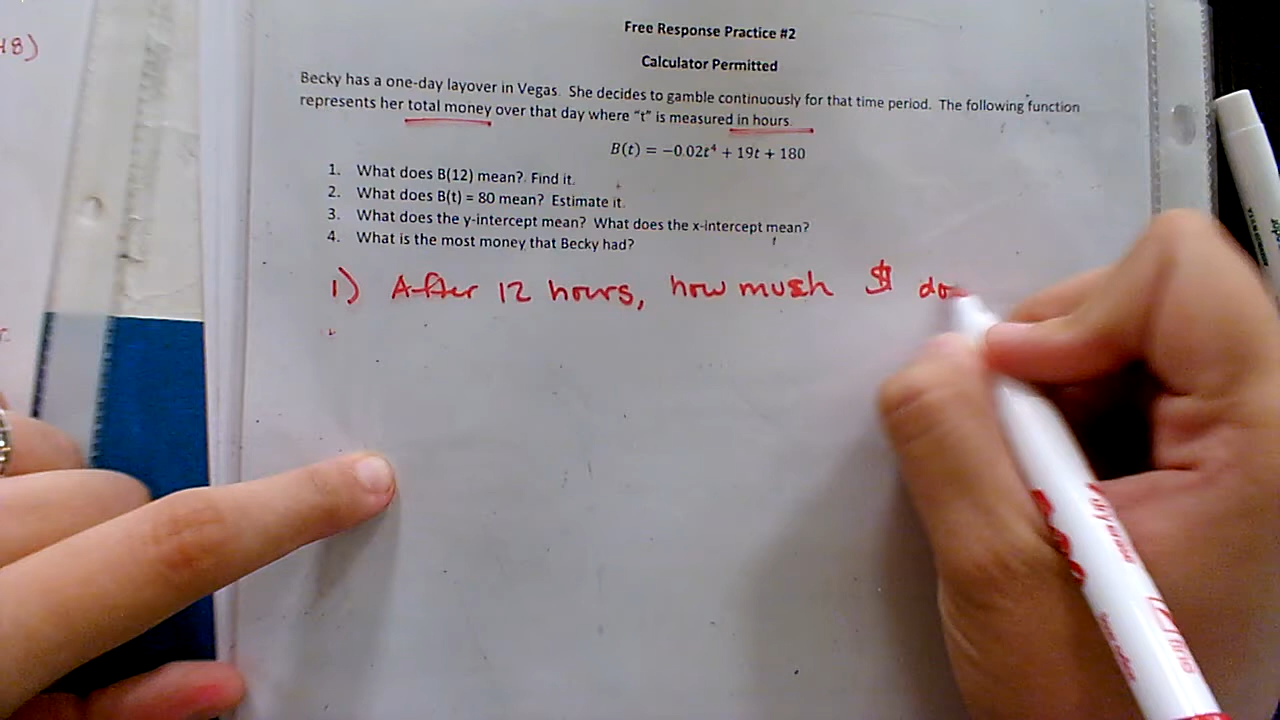 48)
Free Response Practice #2
Calculator Permitted
Becky has a one-day layover in Vegas. She decides to gamble continuously for that time period. The following function
represents her total money over that day where "t" is measured in hours.
B(t) = −0.02t⁴ + 19t + 180
1. What does B(12) mean? Find it.
2. What does B(t) = 80 mean? Estimate it.
3. What does the y-intercept mean? What does the x-intercept mean?
4. What is the most money that Becky had?
1) After 12 hours, how much $ do